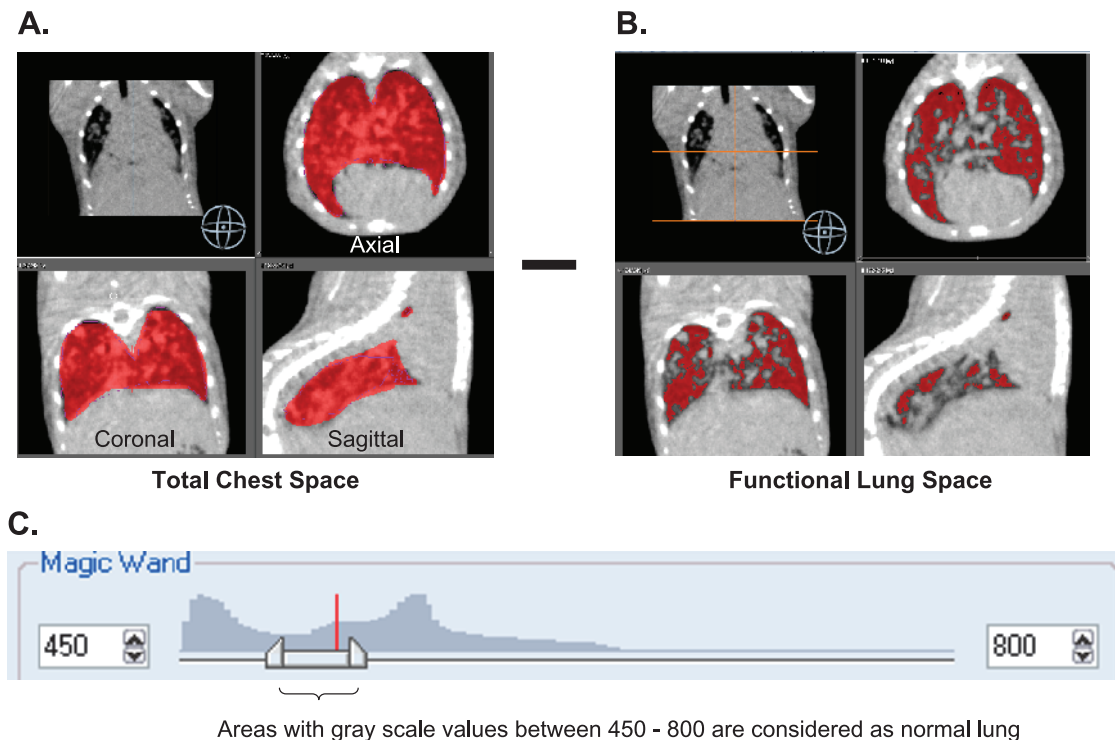 A.
B.
Axial
Coronal
Sagittal
Total Chest Space
Functional Lung Space
C.
Magic Wand
450
800
Areas with gray scale values between 450 - 800 are considered as normal lung